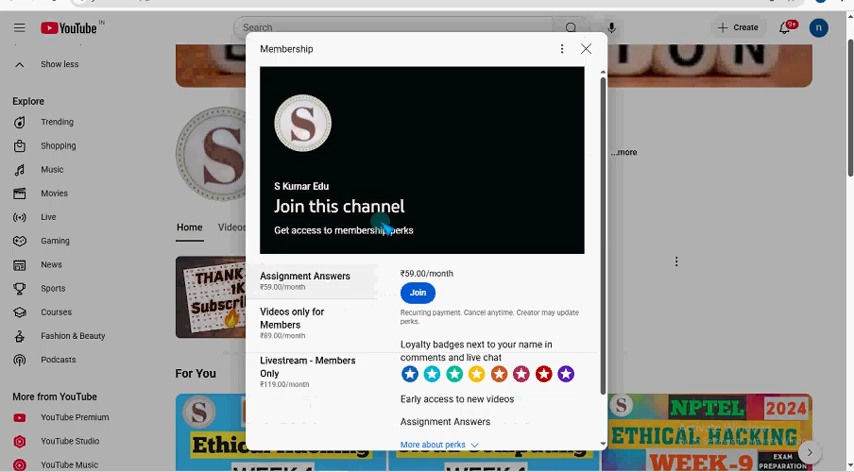 YouTube IN
Search
Create
9+
n
Show less
Explore
Trending
Shopping
Music
Movies
Live
Gaming
News
Sports
Courses
Fashion & Beauty
Podcasts
More from YouTube
YouTube Premium
YouTube Studio
YouTube Music
...more
Home
Videos
THANK
1K
Subscri
For You
Membership
S
S Kumar Edu
Join this channel
Get access to membership perks
Assignment Answers
₹59.00/month
Videos only for
Members
₹89.00/month
Livestream - Members
Only
₹119.00/month
₹59.00/month
Join
Recurring payment. Cancel anytime. Creator may update
perks.
Loyalty badges next to your name in
comments and live chat
Early access to new videos
Assignment Answers
More about perks
S
NPTEL 2024
ETHICAL HACKING
WEEK-9
EXAM
PREPARATION